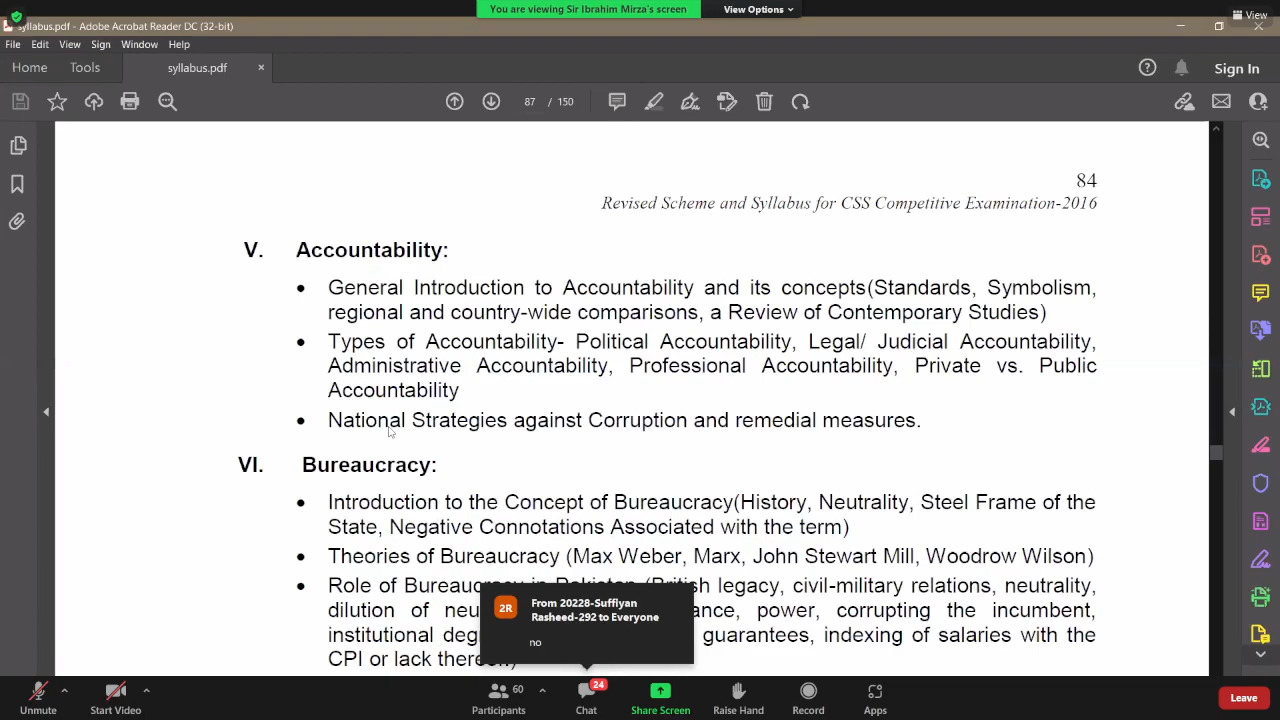 You are viewing Sir Ibrahim Mirza's screen
View Options
View
syllabus.pdf - Adobe Acrobat Reader DC (32-bit)
File Edit View Sign Window Help
Home Tools syllabus.pdf Sign In
87 / 150
84
Revised Scheme and Syllabus for CSS Competitive Examination-2016
V. Accountability:
• General Introduction to Accountability and its concepts(Standards, Symbolism,
regional and country-wide comparisons, a Review of Contemporary Studies)
• Types of Accountability- Political Accountability, Legal/ Judicial Accountability,
Administrative Accountability, Professional Accountability, Private vs. Public
Accountability
• National Strategies against Corruption and remedial measures.
VI. Bureaucracy:
• Introduction to the Concept of Bureaucracy(History, Neutrality, Steel Frame of the
State, Negative Connotations Associated with the term)
• Theories of Bureaucracy (Max Weber, Marx, John Stewart Mill, Woodrow Wilson)
• Role of Bureaucracy in Pakistan (British legacy, civil-military relations, neutrality,
dilution of power, corrupting the incumbent,
institutional guarantees, indexing of salaries with the
CPI or lack
2R
From 20228-Suffiyan
Rasheed-292 to Everyone
no
Unmute
Start Video
60
Participants
24
Chat
Share Screen
Raise Hand
Record
Apps
Leave